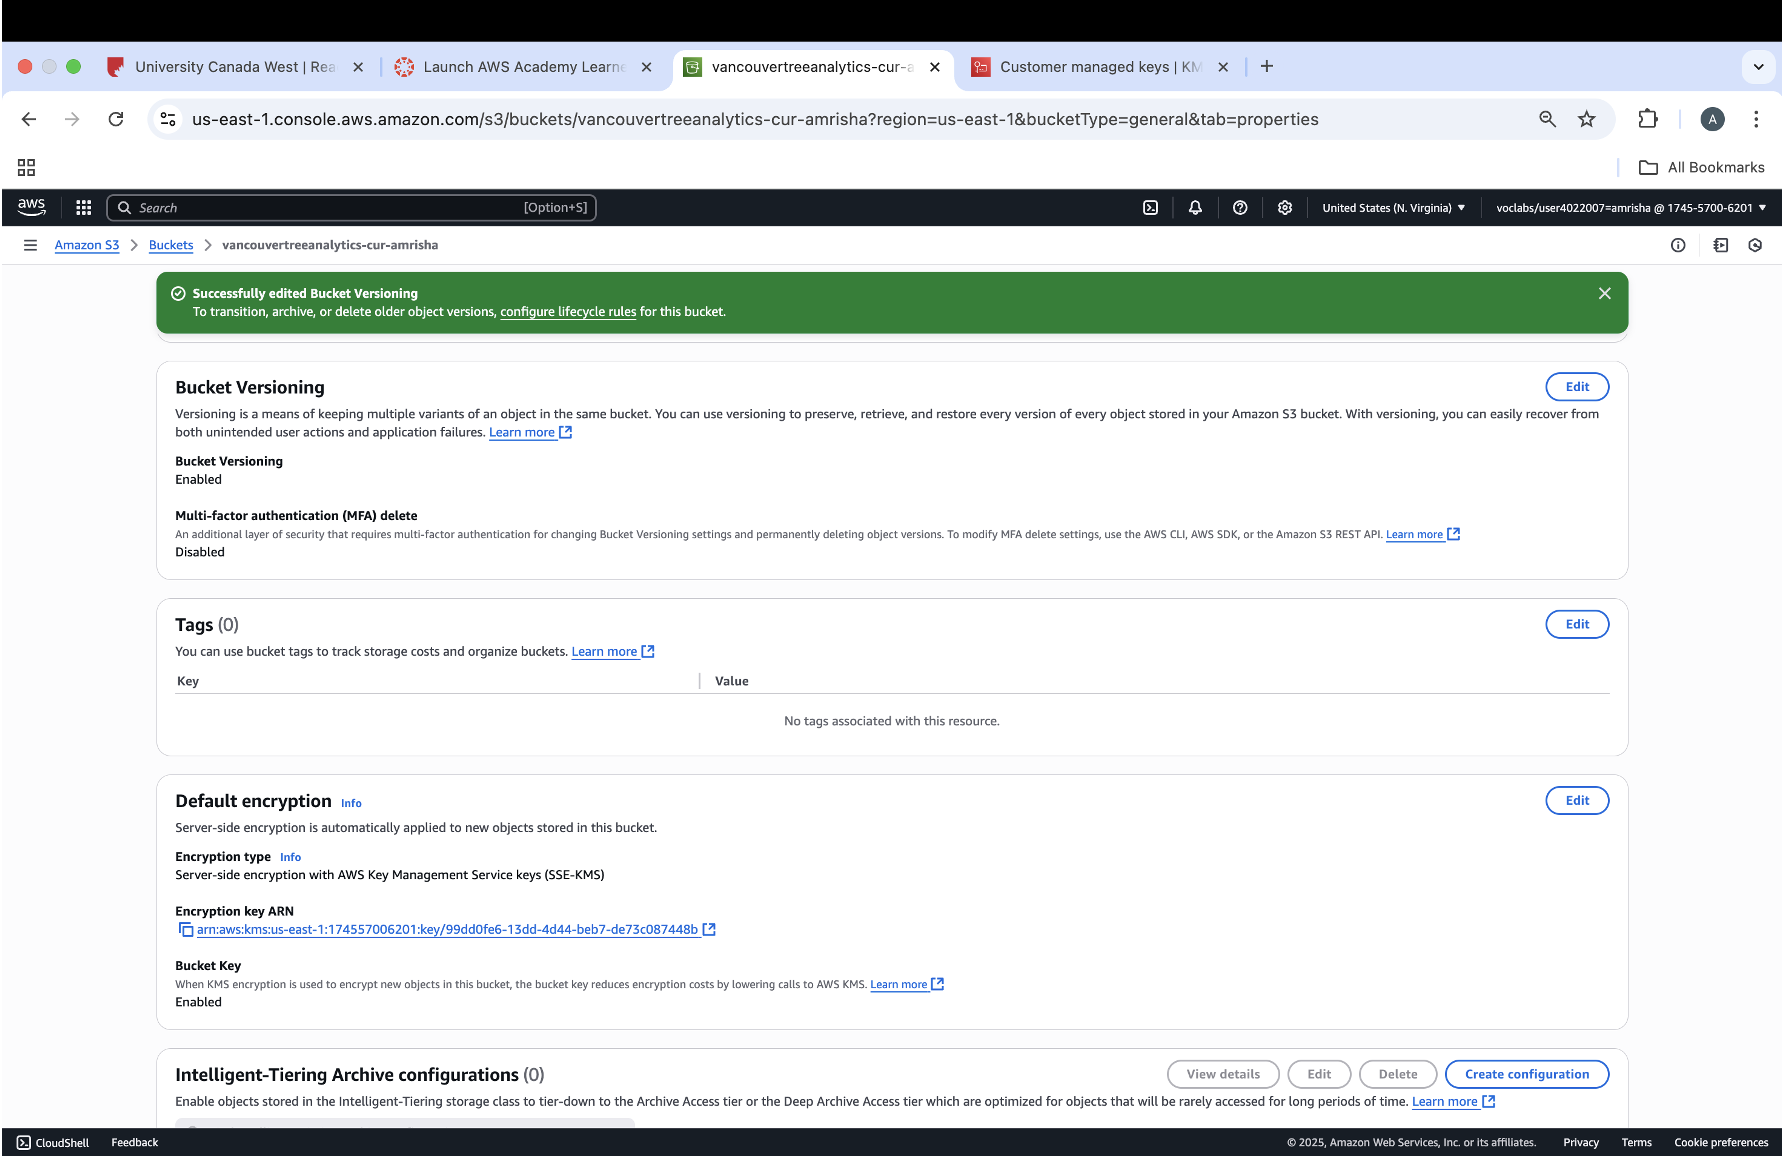 University Canada West | Rea
Launch AWS Academy Learne
vancouvertreeanalytics-cur-a
Customer managed keys | KM
us-east-1.console.aws.amazon.com/s3/buckets/vancouvertreeanalytics-cur-amrisha?region=us-east-1&bucketType=general&tab=properties
A
All Bookmarks
aws
Search
[Option+S]
United States (N. Virginia)
voclabs/user4022007=amrisha @ 1745-5700-6201
Amazon S3
Buckets
vancouvertreeanalytics-cur-amrisha
Successfully edited Bucket Versioning
To transition, archive, or delete older object versions, configure lifecycle rules for this bucket.
Bucket Versioning
Edit
Versioning is a means of keeping multiple variants of an object in the same bucket. You can use versioning to preserve, retrieve, and restore every version of every object stored in your Amazon S3 bucket. With versioning, you can easily recover from
both unintended user actions and application failures. Learn more
Bucket Versioning
Enabled
Multi-factor authentication (MFA) delete
An additional layer of security that requires multi-factor authentication for changing Bucket Versioning settings and permanently deleting object versions. To modify MFA delete settings, use the AWS CLI, AWS SDK, or the Amazon S3 REST API. Learn more
Disabled
Tags (0)
Edit
You can use bucket tags to track storage costs and organize buckets. Learn more
Key
Value
No tags associated with this resource.
Default encryption Info
Edit
Server-side encryption is automatically applied to new objects stored in this bucket.
Encryption type Info
Server-side encryption with AWS Key Management Service keys (SSE-KMS)
Encryption key ARN
arn:aws:kms:us-east-1:174557006201:key/99dd0fe6-13dd-4d44-beb7-de73c087448b
Bucket Key
When KMS encryption is used to encrypt new objects in this bucket, the bucket key reduces encryption costs by lowering calls to AWS KMS. Learn more
Enabled
Intelligent-Tiering Archive configurations (0)
View details
Edit
Delete
Create configuration
Enable objects stored in the Intelligent-Tiering storage class to tier-down to the Archive Access tier or the Deep Archive Access tier which are optimized for objects that will be rarely accessed for long periods of time. Learn more
CloudShell
Feedback
© 2025, Amazon Web Services, Inc. or its affiliates.
Privacy
Terms
Cookie preferences